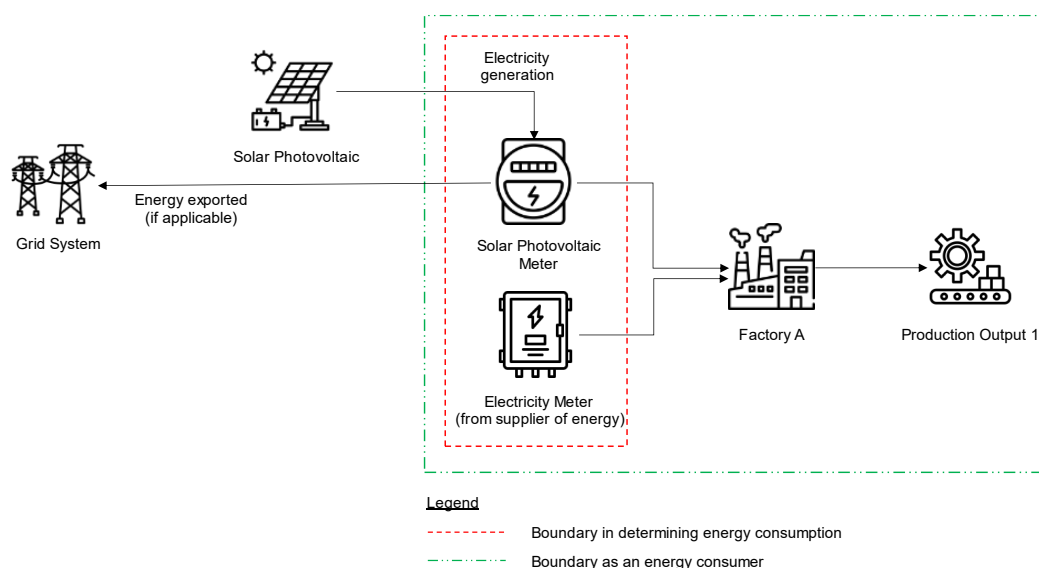 Electricity
generation
Solar Photovoltaic
Energy exported
(if applicable)
Grid System
Solar Photovoltaic
Meter
Factory A
Production Output 1
Electricity Meter
(from supplier of energy)
Legend
Boundary in determining energy consumption
Boundary as an energy consumer